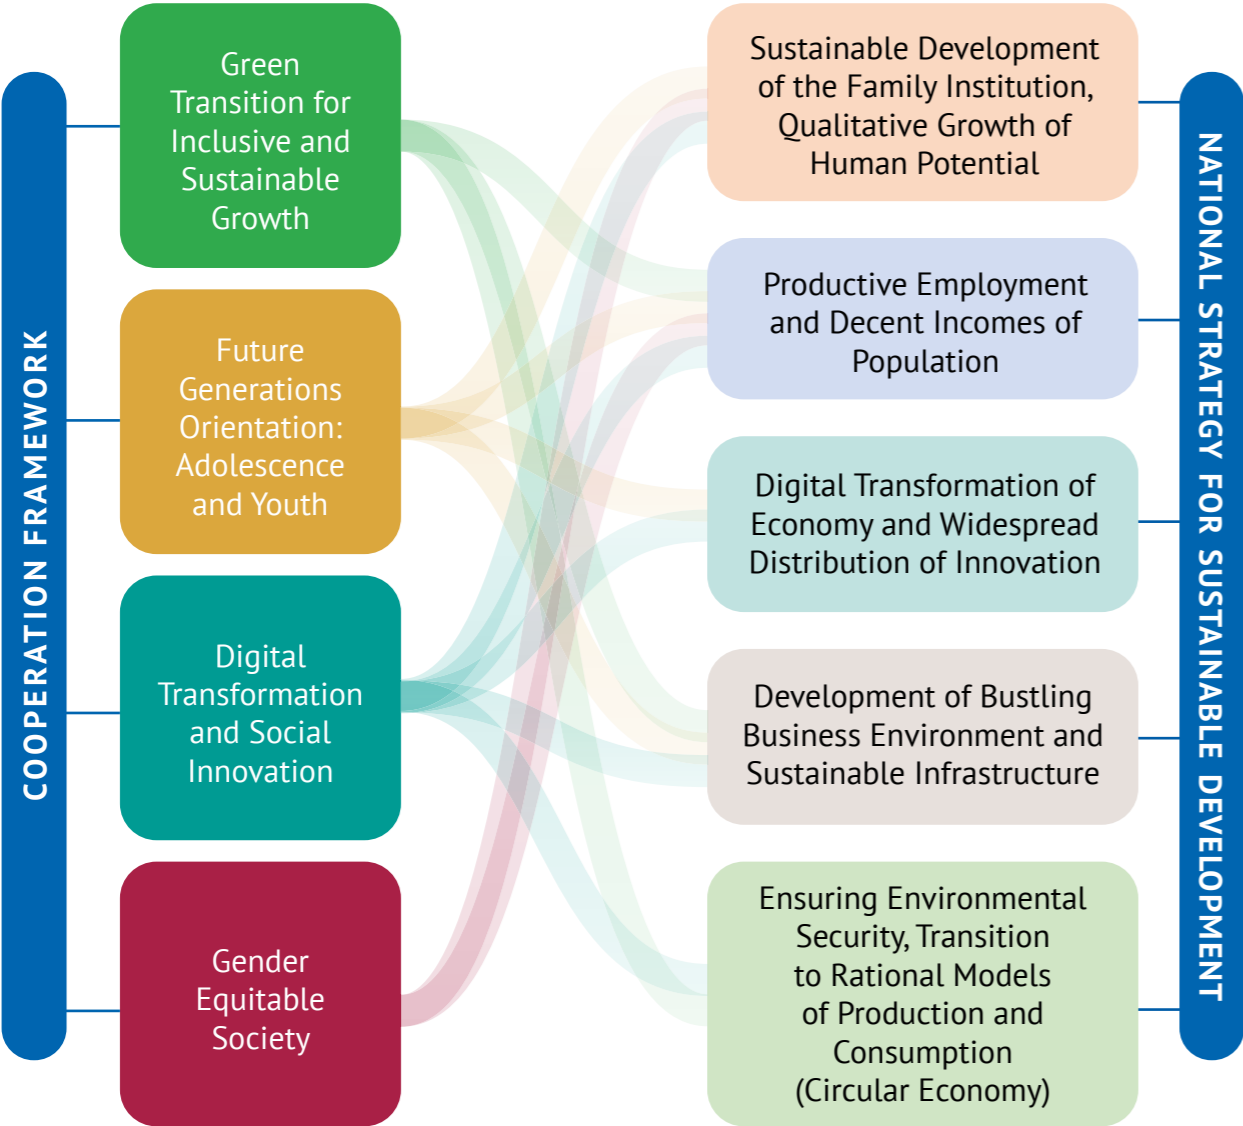 COOPERATION FRAMEWORK
Green
Transition for
Inclusive and
Sustainable
Growth
Future
Generations
Orientation:
Adolescence
and Youth
Digital
Transformation
and Social
Innovation
Gender
Equitable
Society
Sustainable Development
of the Family Institution,
Qualitative Growth of
Human Potential
Productive Employment
and Decent Incomes of
Population
Digital Transformation of
Economy and Widespread
Distribution of Innovation
Development of Bustling
Business Environment and
Sustainable Infrastructure
Ensuring Environmental
Security, Transition
to Rational Models
of Production and
Consumption
(Circular Economy)
NATIONAL STRATEGY FOR SUSTAINABLE DEVELOPMENT